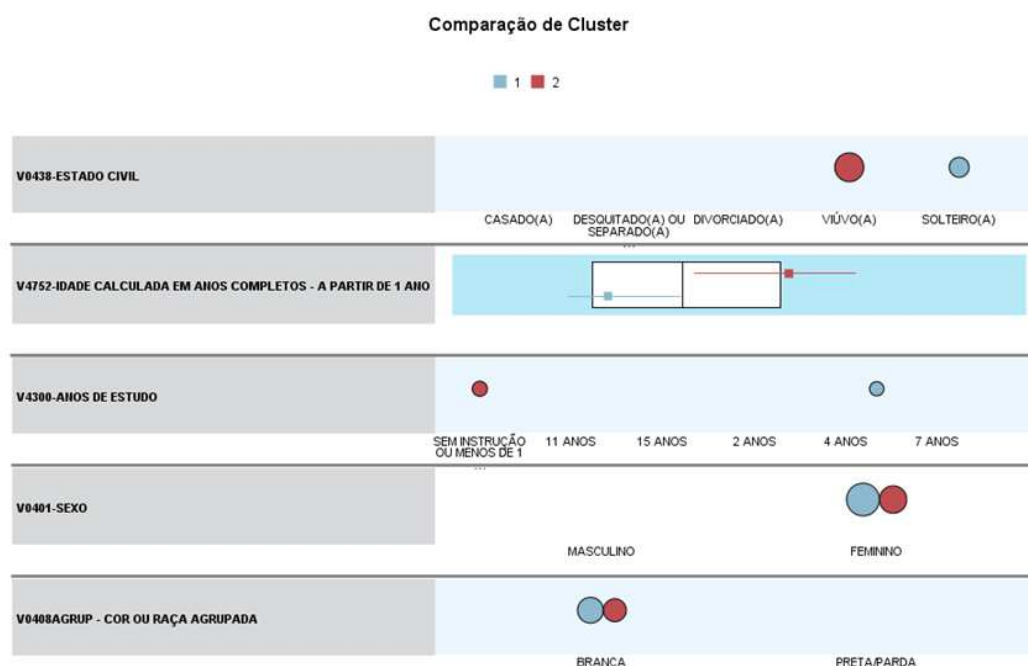 Comparação de Cluster
1 2
V0438-ESTADO CIVIL
CASADO(A) DESQUITADO(A) OU DIVORCIADO(A) VIÚVO(A) SOLTEIRO(A)
SEPARADO(A)
...
V4752-IDADE CALCULADA EM ANOS COMPLETOS - A PARTIR DE 1 ANO
V4300-ANOS DE ESTUDO
SEM INSTRUÇÃO 11 ANOS 15 ANOS 2 ANOS 4 ANOS 7 ANOS
OU MENOS DE 1
...
V0401-SEXO
MASCULINO FEMININO
V0408AGRUP - COR OU RAÇA AGRUPADA
BRANCA PRETA/PARDA